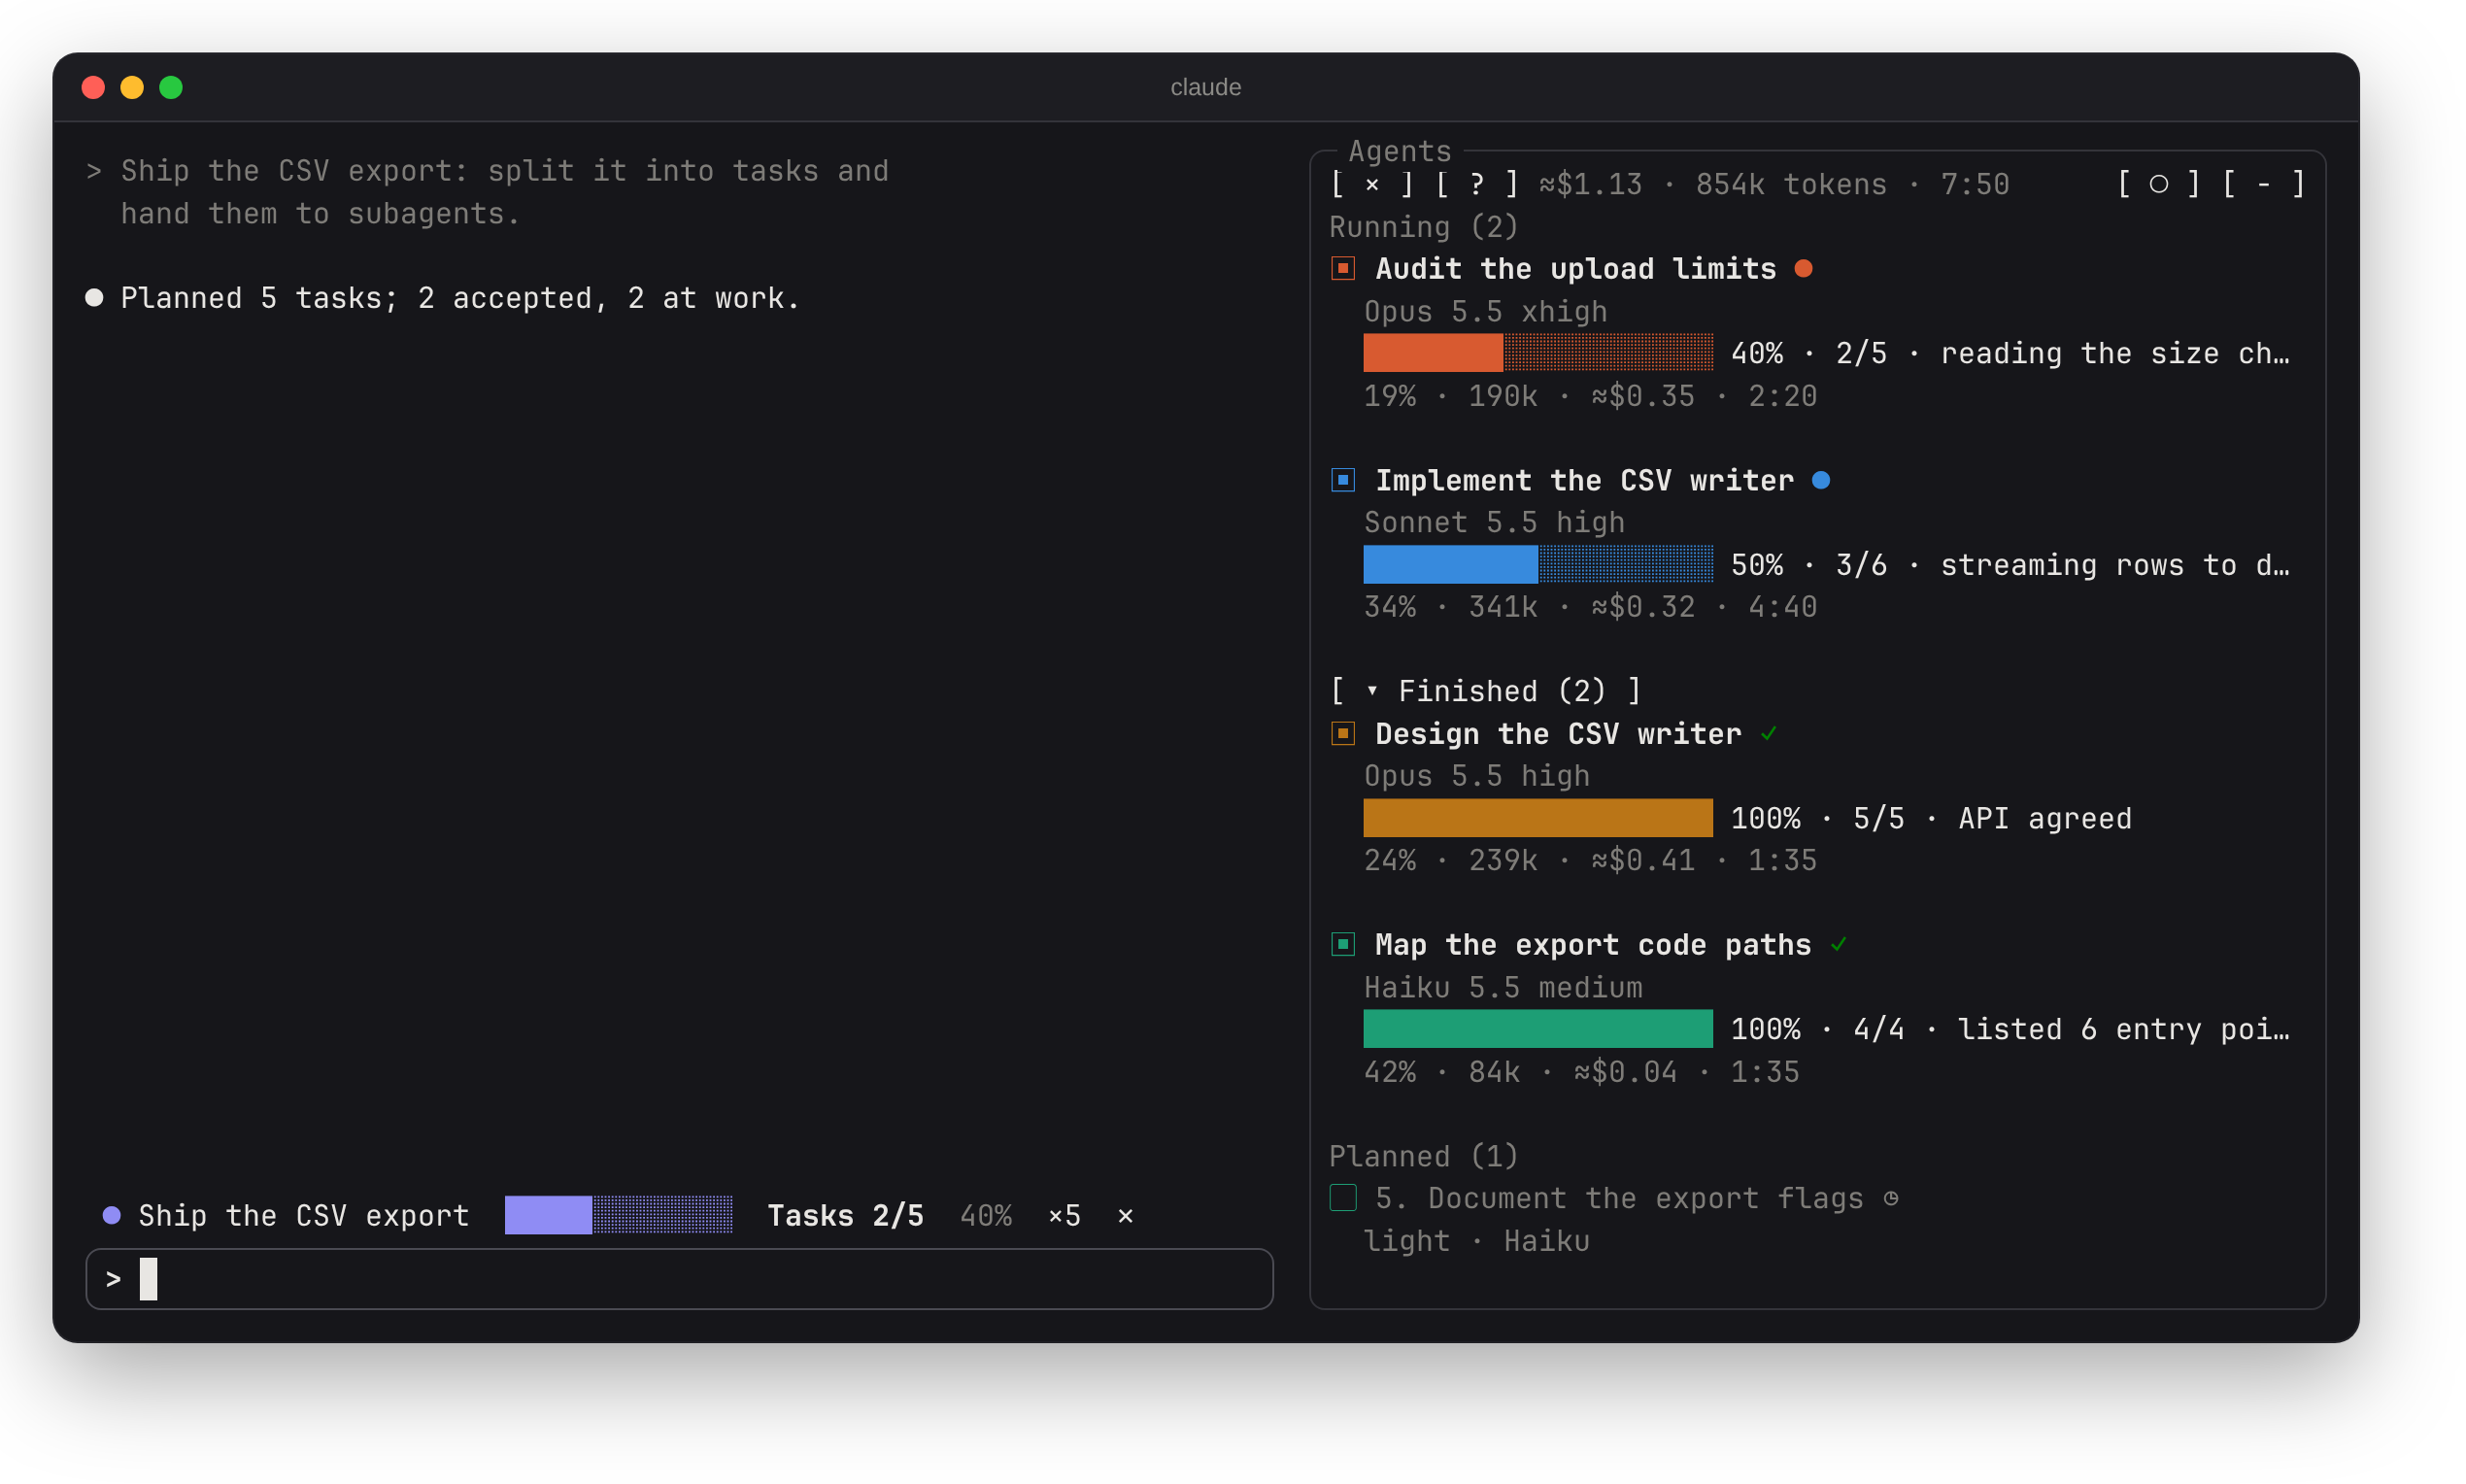 claude
> Ship the CSV export: split it into tasks and
hand them to subagents.
● Planned 5 tasks; 2 accepted, 2 at work.
● Ship the CSV export Tasks 2/5 40% ×5 ×
>
Agents
[ × ] [ ? ] ≈$1.13 · 854k tokens · 7:50 [ ○ ] [ - ]
Running (2)
Audit the upload limits ●
Opus 5.5 xhigh
40% · 2/5 · reading the size ch…
19% · 190k · ≈$0.35 · 2:20
Implement the CSV writer ●
Sonnet 5.5 high
50% · 3/6 · streaming rows to d…
34% · 341k · ≈$0.32 · 4:40
[ ▾ Finished (2) ]
Design the CSV writer ✓
Opus 5.5 high
100% · 5/5 · API agreed
24% · 239k · ≈$0.41 · 1:35
Map the export code paths ✓
Haiku 5.5 medium
100% · 4/4 · listed 6 entry poi…
42% · 84k · ≈$0.04 · 1:35
Planned (1)
5. Document the export flags ◷
light · Haiku